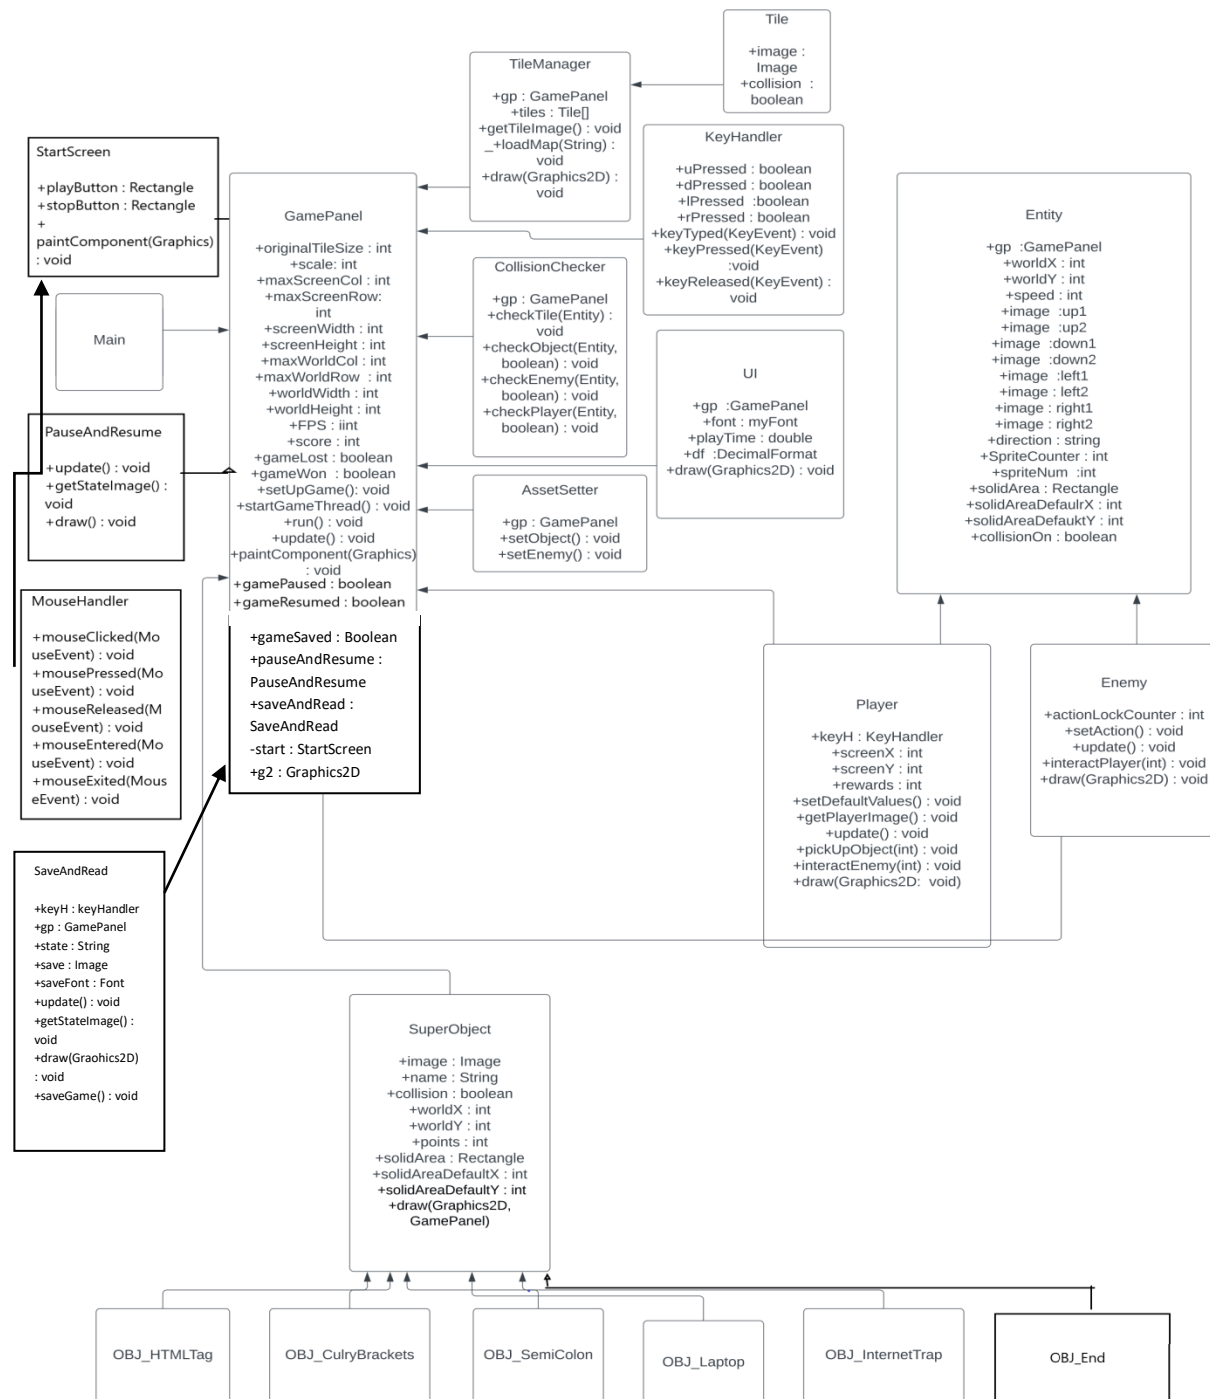 Tile
+image :
Image
+collision :
boolean
TileManager
+gp : GamePanel
+tiles : Tile[]
+getTileImage() : void
_+loadMap(String) :
void
+draw(Graphics2D) :
void
KeyHandler
+uPressed : boolean
+dPressed : boolean
+lPressed :boolean
+rPressed : boolean
+keyTyped(KeyEvent) : void
+keyPressed(KeyEvent)
:void
+keyReleased(KeyEvent) :
void
StartScreen
+playButton : Rectangle
+stopButton : Rectangle
+
paintComponent(Graphics)
: void
GamePanel
+originalTileSize : int
+scale: int
+maxScreenCol : int
+maxScreenRow:
int
+screenWidth : int
+screenHeight : int
+maxWorldCol : int
+maxWorldRow : int
+worldWidth : int
+worldHeight : int
+FPS : iint
+score : int
+gameLost : boolean
+gameWon : boolean
+setUpGame(): void
+startGameThread() : void
+run() : void
+update() : void
+paintComponent(Graphics)
: void
+gamePaused : boolean
+gameResumed : boolean
+gameSaved : Boolean
+pauseAndResume :
PauseAndResume
+saveAndRead :
SaveAndRead
-start : StartScreen
+g2 : Graphics2D
Entity
+gp :GamePanel
+worldX : int
+worldY : int
+speed : int
+image :up1
+image :up2
+image :down1
+image :down2
+image :left1
+image : left2
+image : right1
+image : right2
+direction : string
+SpriteCounter : int
+spriteNum :int
+solidArea : Rectangle
+solidAreaDefaulrX : int
+solidAreaDefauktY : int
+collisionOn : boolean
CollisionChecker
+gp : GamePanel
+checkTile(Entity) :
void
+checkObject(Entity,
boolean) : void
+checkEnemy(Entity,
boolean) : void
+checkPlayer(Entity,
boolean) : void
Main
UI
+gp :GamePanel
+font : myFont
+playTime : double
+df :DecimalFormat
+draw(Graphics2D) : void
PauseAndResume
+update() : void
+getStateImage() :
void
+draw() : void
AssetSetter
+gp : GamePanel
+setObject() : void
+setEnemy() : void
MouseHandler
+mouseClicked(Mo
useEvent) : void
+mousePressed(Mo
useEvent) : void
+mouseReleased(M
ouseEvent) : void
+mouseEntered(Mo
useEvent) : void
+mouseExited(Mous
eEvent) : void
Player
+keyH : KeyHandler
+screenX : int
+screenY : int
+rewards : int
+setDefaultValues() : void
+getPlayerImage() : void
+update() : void
+pickUpObject(int) : void
+interactEnemy(int) : void
+draw(Graphics2D: void)
Enemy
+actionLockCounter : int
+setAction() : void
+update() : void
+interactPlayer(int) : void
+draw(Graphics2D) : void
SaveAndRead
+keyH : keyHandler
+gp : GamePanel
+state : String
+save : Image
+saveFont : Font
+update() : void
+getStateImage() :
void
+draw(Graohics2D)
: void
+saveGame() : void
SuperObject
+image : Image
+name : String
+collision : boolean
+worldX : int
+worldY : int
+points : int
+solidArea : Rectangle
+solidAreaDefaultX : int
+solidAreaDefaultY : int
+draw(Graphics2D,
GamePanel)
OBJ_HTMLTag
OBJ_CulryBrackets
OBJ_SemiColon
OBJ_Laptop
OBJ_InternetTrap
OBJ_End